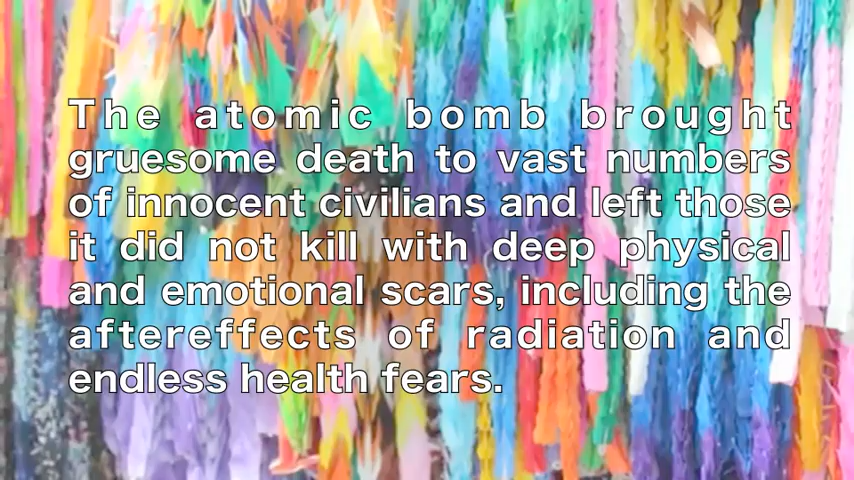 The atomic bomb brought
gruesome death to vast numbers
of innocent civilians and left those
it did not kill with deep physical
and emotional scars, including the
aftereffects of radiation and
endless health fears.